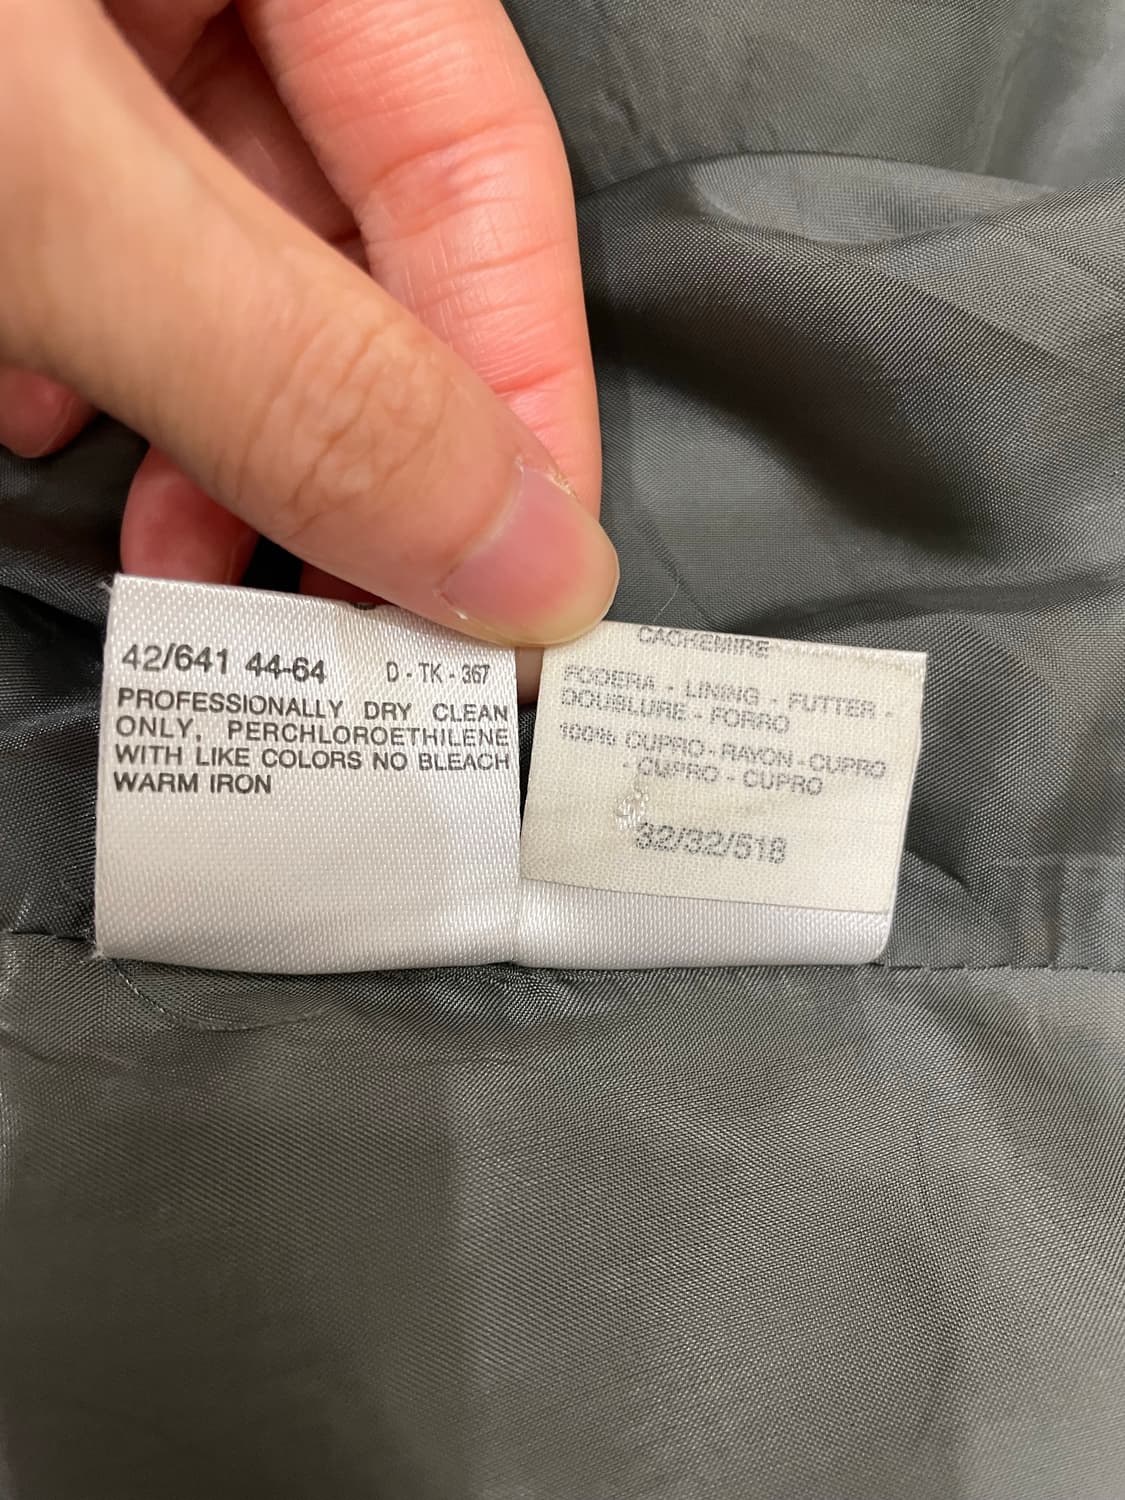 42/641 44-64 D - TK - 367
PROFESSIONALLY DRY CLEAN
ONLY, PERCHLOROETHILENE
WITH LIKE COLORS NO BLEACH
WARM IRON
CACHEMIRE
FODERA - LINING - FUTTER -
DOUBLURE - FORRO
100% CUPRO - RAYON - CUPRO
- CUPRO - CUPRO
32/32/518